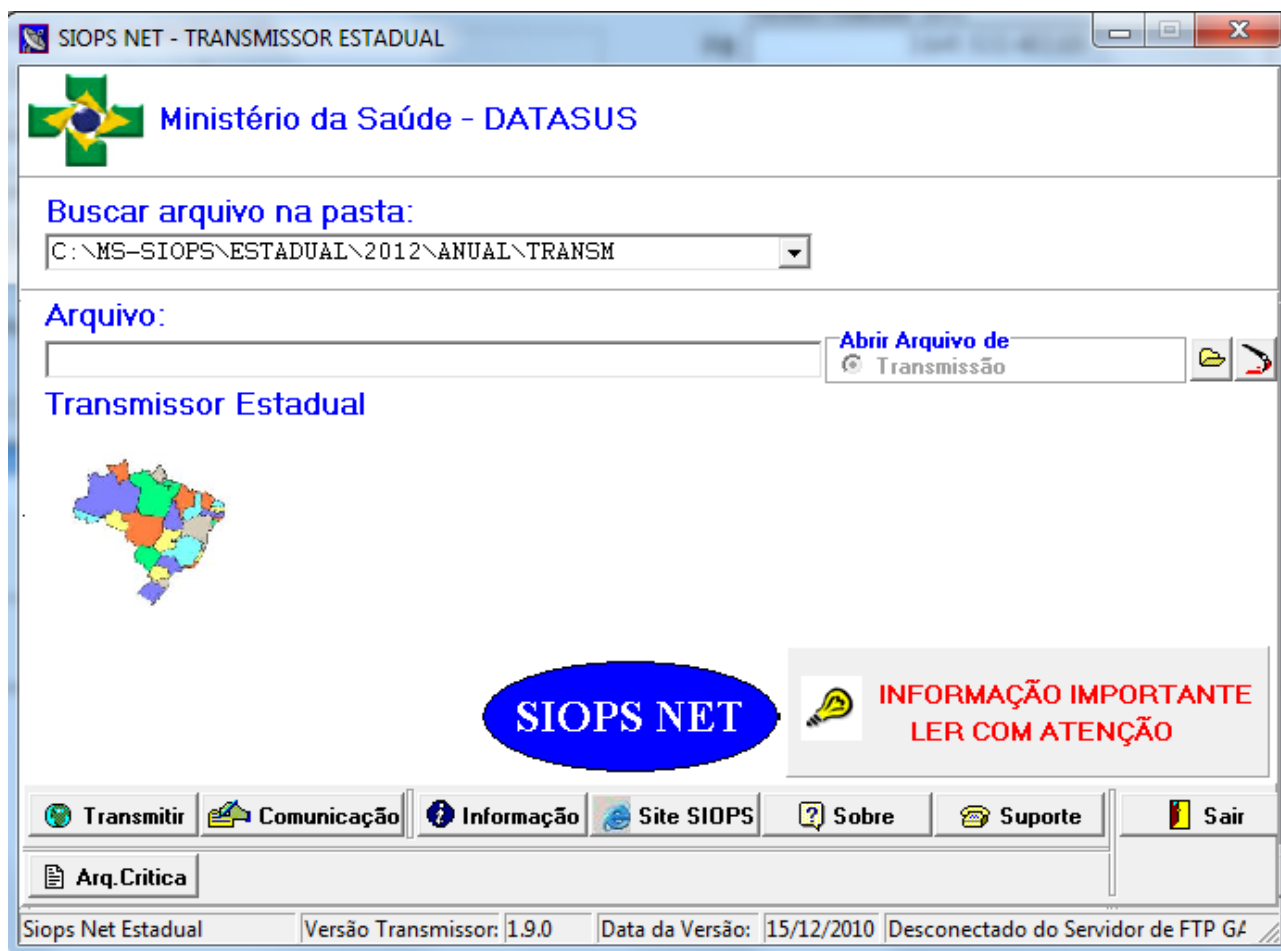 SIOPS NET - TRANSMISSOR ESTADUAL
Ministério da Saúde - DATASUS
Buscar arquivo na pasta:
C:\MS-SIOPS\ESTADUAL\2012\ANUAL\TRANSM
Arquivo:
Abrir Arquivo de
Transmissão
Transmissor Estadual
SIOPS NET
INFORMAÇÃO IMPORTANTE
LER COM ATENÇÃO
Transmitir Comunicação Informação Site SIOPS Sobre Suporte Sair
Arq.Critica
Siops Net Estadual Versão Transmissor: 1.9.0 Data da Versão: 15/12/2010 Desconectado do Servidor de FTP